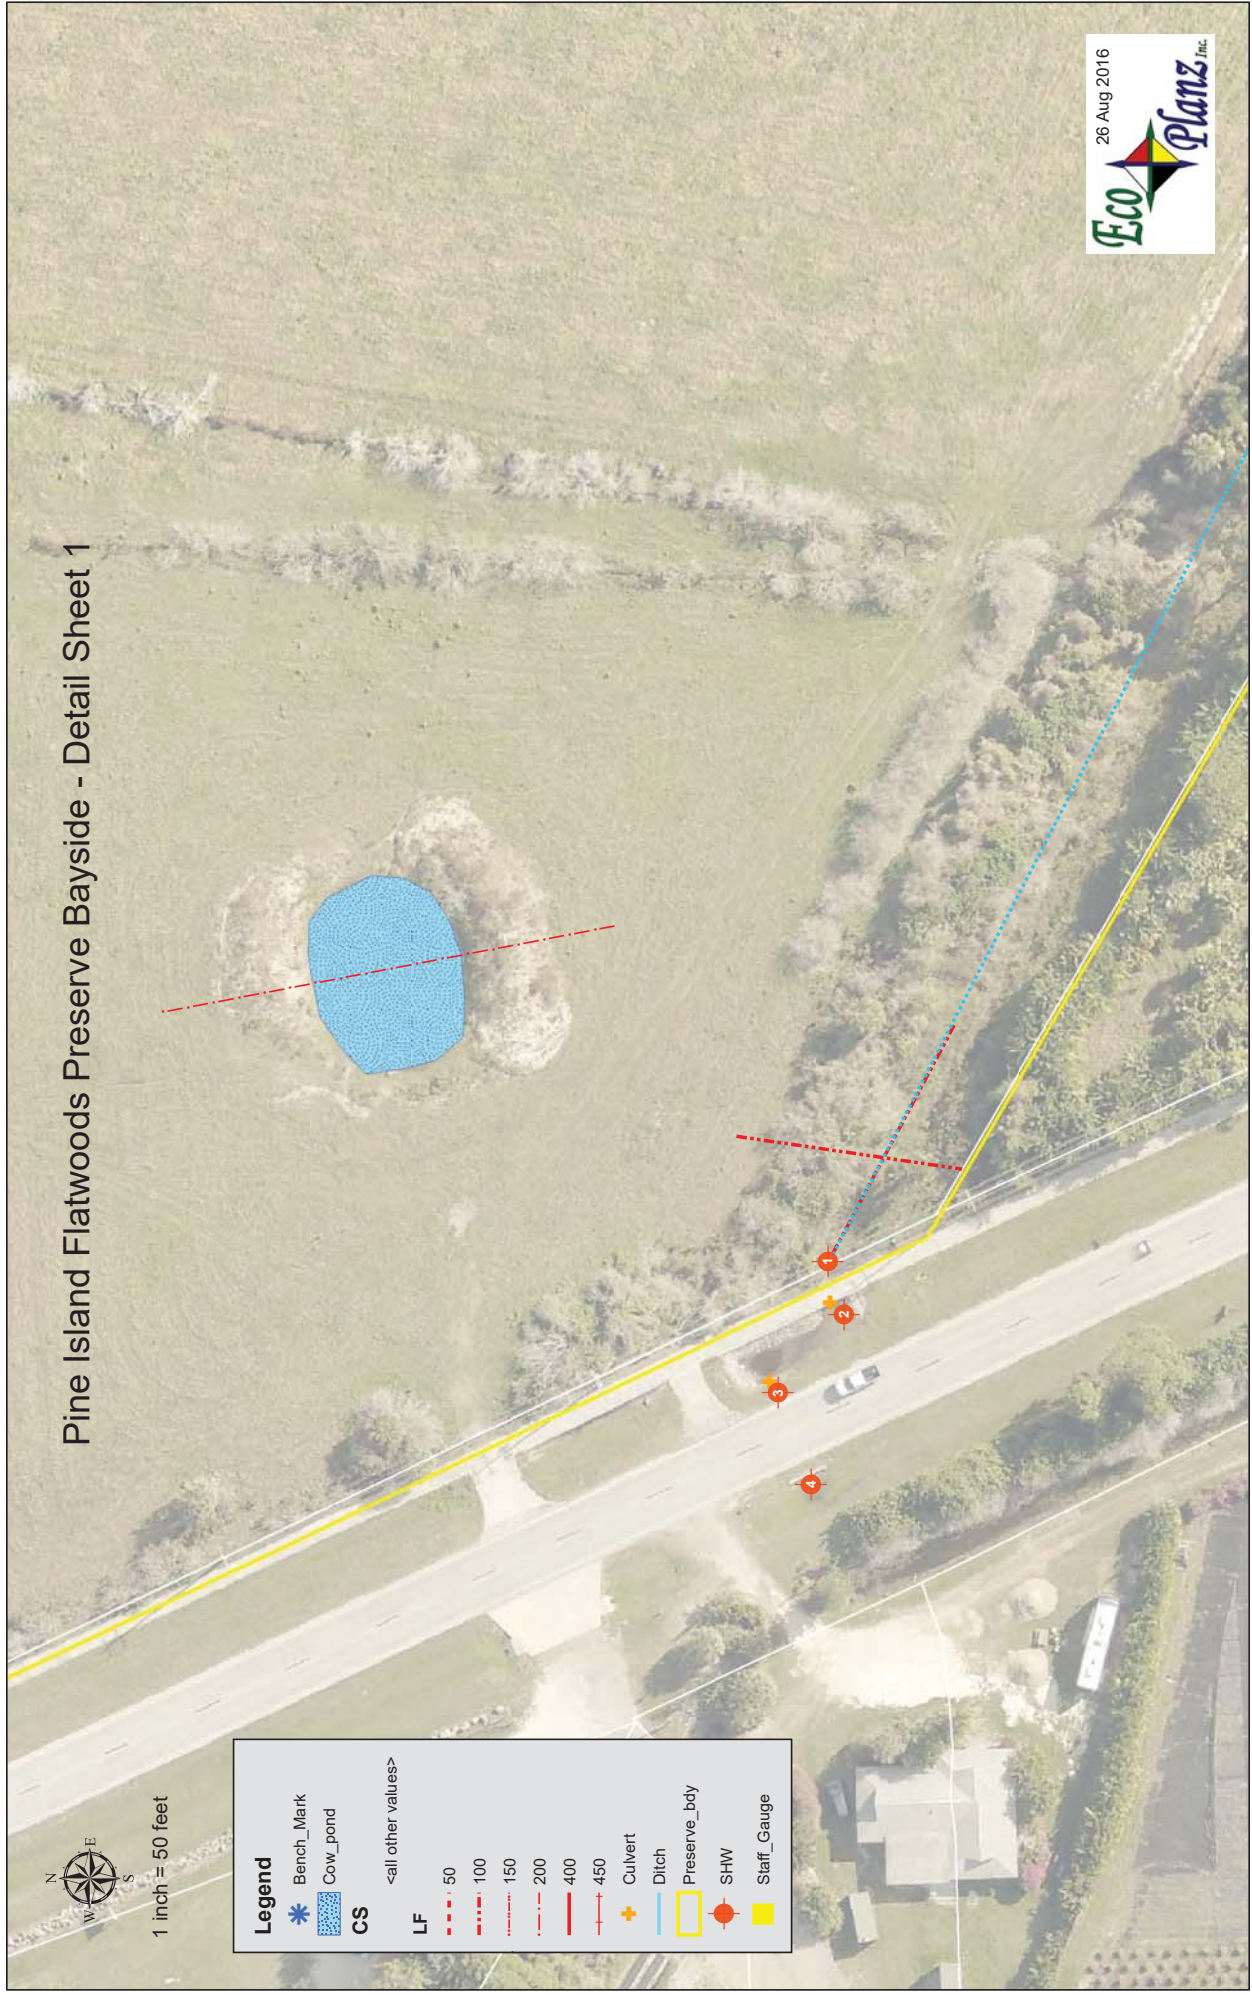 Pine Island Flatwoods Preserve Bayside - Detail Sheet 1
N
W E
S
1 inch = 50 feet
Legend
Bench_Mark
Cow_pond
CS
<all other values>
LF
50
100
150
200
400
450
Culvert
Ditch
Preserve_bdy
SHW
Staff_Gauge
1
2
3
4
26 Aug 2016
Eco
Planz Inc.